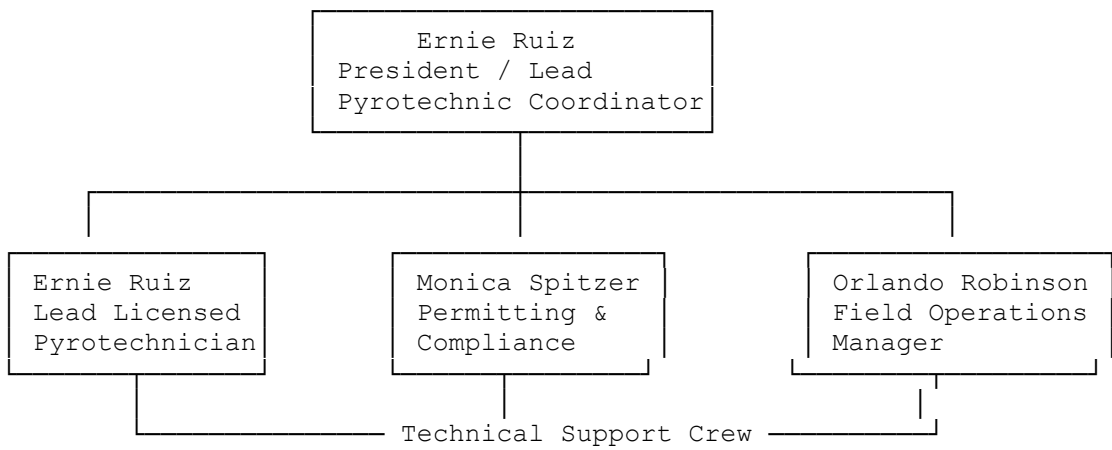 Ernie Ruiz
President / Lead
Pyrotechnic Coordinator
Ernie Ruiz
Lead Licensed
Pyrotechnician
Monica Spitzer
Permitting &
Compliance
Orlando Robinson
Field Operations
Manager
Technical Support Crew